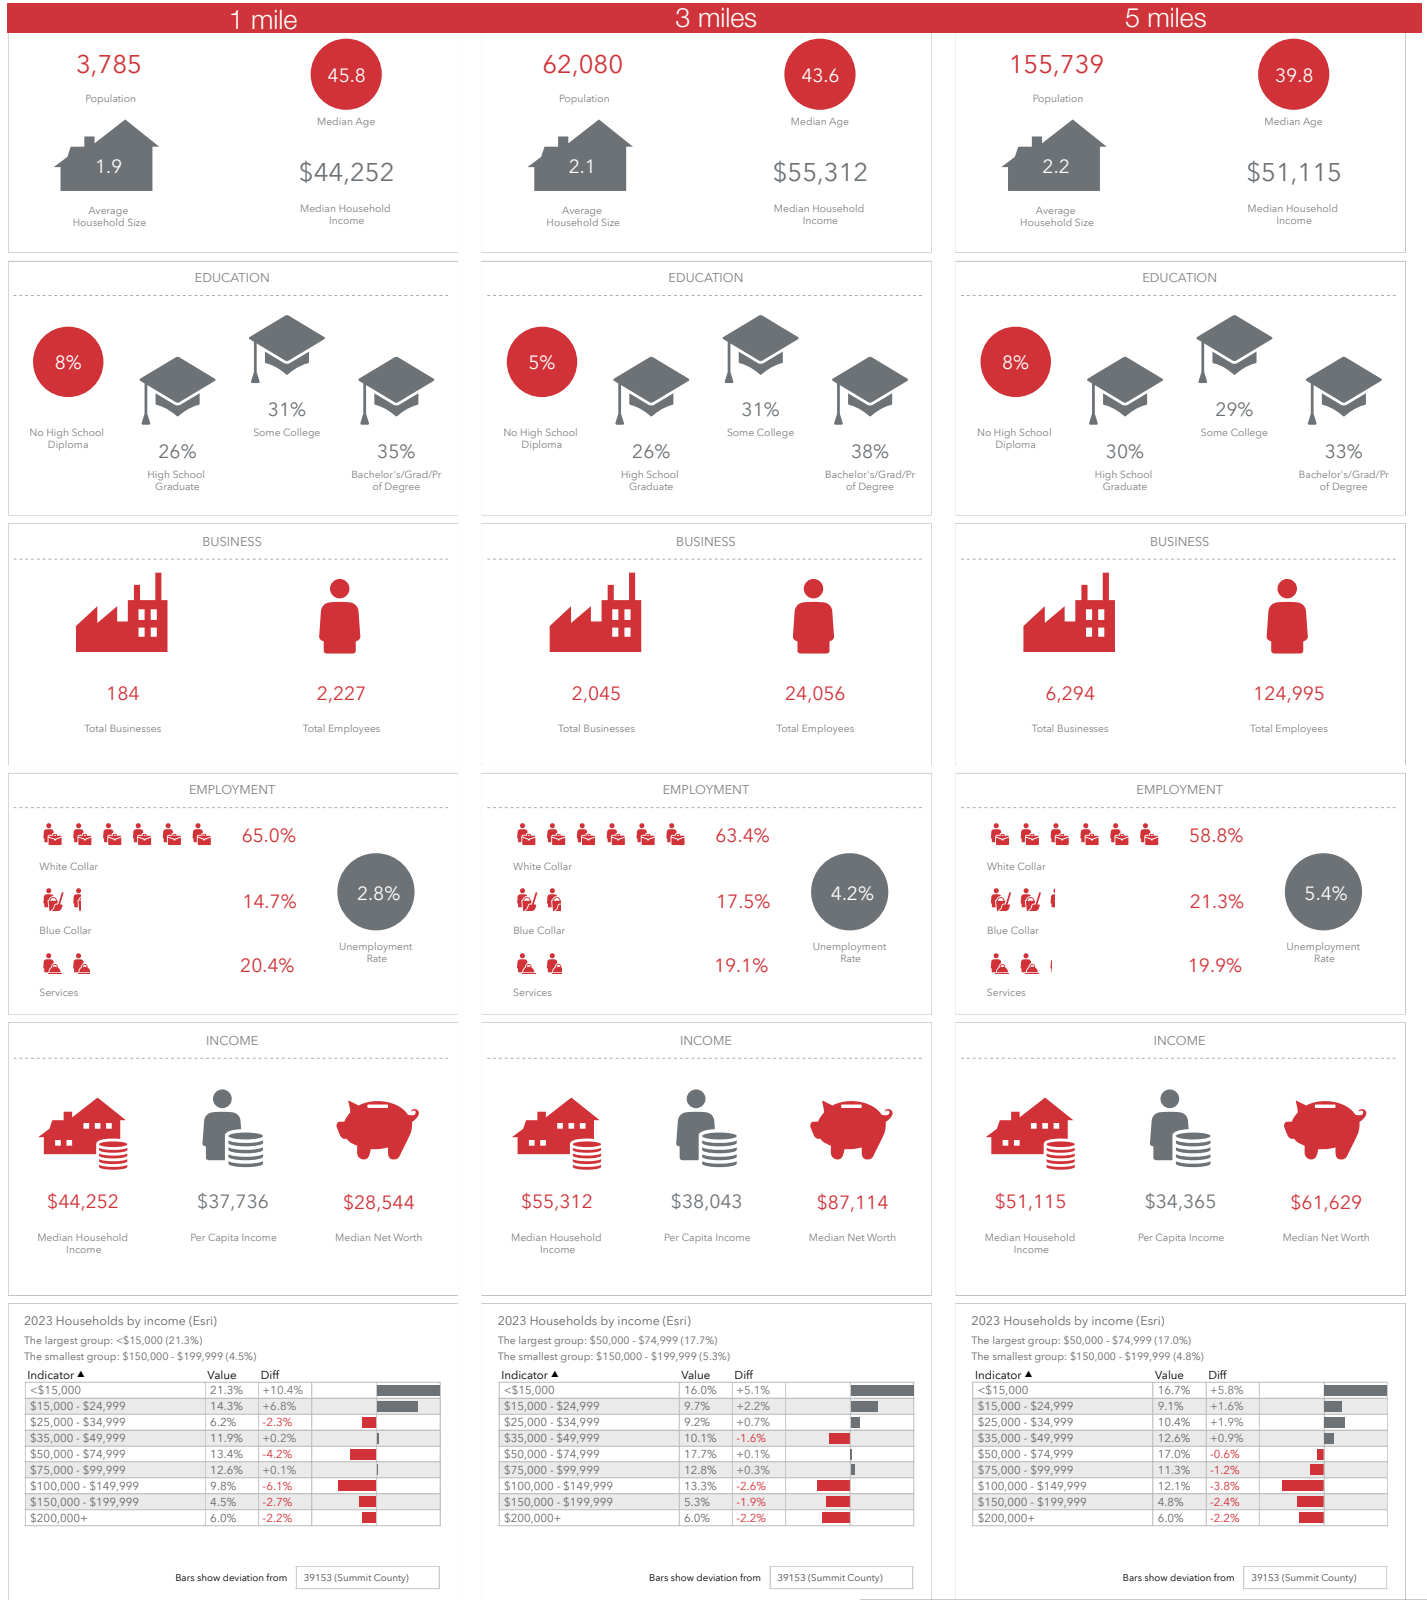 1 mile
3 miles
5 miles
3,785
Population
45.8
Median Age
1.9
Average
Household Size
$44,252
Median Household
Income
62,080
Population
43.6
Median Age
2.1
Average
Household Size
$55,312
Median Household
Income
155,739
Population
39.8
Median Age
2.2
Average
Household Size
$51,115
Median Household
Income
EDUCATION
8%
No High School
Diploma
26%
High School
Graduate
31%
Some College
35%
Bachelor's/Grad/Pr
of Degree
EDUCATION
5%
No High School
Diploma
26%
High School
Graduate
31%
Some College
38%
Bachelor's/Grad/Pr
of Degree
EDUCATION
8%
No High School
Diploma
30%
High School
Graduate
29%
Some College
33%
Bachelor's/Grad/Pr
of Degree
BUSINESS
184
Total Businesses
2,227
Total Employees
BUSINESS
2,045
Total Businesses
24,056
Total Employees
BUSINESS
6,294
Total Businesses
124,995
Total Employees
EMPLOYMENT
65.0%
White Collar
14.7%
Blue Collar
20.4%
Services
2.8%
Unemployment
Rate
EMPLOYMENT
63.4%
White Collar
17.5%
Blue Collar
19.1%
Services
4.2%
Unemployment
Rate
EMPLOYMENT
58.8%
White Collar
21.3%
Blue Collar
19.9%
Services
5.4%
Unemployment
Rate
INCOME
$44,252
Median Household
Income
$37,736
Per Capita Income
$28,544
Median Net Worth
INCOME
$55,312
Median Household
Income
$38,043
Per Capita Income
$87,114
Median Net Worth
INCOME
$51,115
Median Household
Income
$34,365
Per Capita Income
$61,629
Median Net Worth
2023 Households by income (Esri)
The largest group: <$15,000 (21.3%)
The smallest group: $150,000 - $199,999 (4.5%)
Indicator ▲ Value Diff
<$15,000 21.3% +10.4%
$15,000 - $24,999 14.3% +6.8%
$25,000 - $34,999 6.2% -2.3%
$35,000 - $49,999 11.9% +0.2%
$50,000 - $74,999 13.4% -4.2%
$75,000 - $99,999 12.6% +0.1%
$100,000 - $149,999 9.8% -6.1%
$150,000 - $199,999 4.5% -2.7%
$200,000+ 6.0% -2.2%
Bars show deviation from 39153 (Summit County)
2023 Households by income (Esri)
The largest group: $50,000 - $74,999 (17.7%)
The smallest group: $150,000 - $199,999 (5.3%)
Indicator ▲ Value Diff
<$15,000 16.0% +5.1%
$15,000 - $24,999 9.7% +2.2%
$25,000 - $34,999 9.2% +0.7%
$35,000 - $49,999 10.1% -1.6%
$50,000 - $74,999 17.7% +0.1%
$75,000 - $99,999 12.8% +0.3%
$100,000 - $149,999 13.3% -2.6%
$150,000 - $199,999 5.3% -1.9%
$200,000+ 6.0% -2.2%
Bars show deviation from 39153 (Summit County)
2023 Households by income (Esri)
The largest group: $50,000 - $74,999 (17.0%)
The smallest group: $150,000 - $199,999 (4.8%)
Indicator ▲ Value Diff
<$15,000 16.7% +5.8%
$15,000 - $24,999 9.1% +1.6%
$25,000 - $34,999 10.4% +1.9%
$35,000 - $49,999 12.6% +0.9%
$50,000 - $74,999 17.0% -0.6%
$75,000 - $99,999 11.3% -1.2%
$100,000 - $149,999 12.1% -3.8%
$150,000 - $199,999 4.8% -2.4%
$200,000+ 6.0% -2.2%
Bars show deviation from 39153 (Summit County)